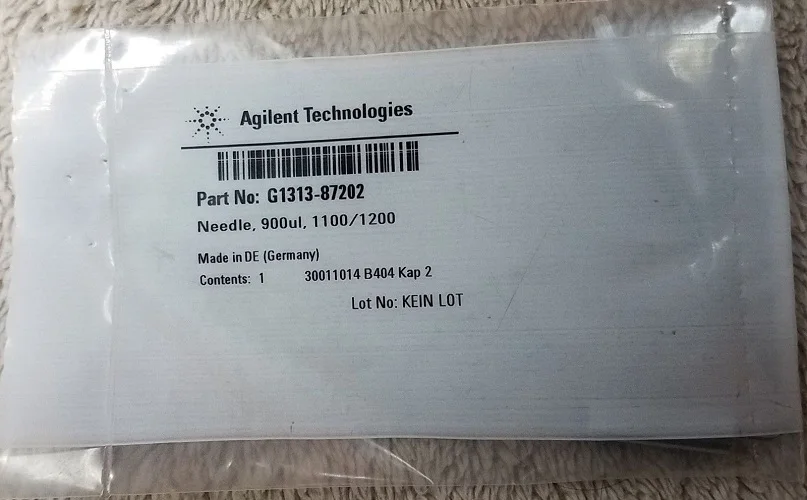 Agilent Technologies
Part No: G1313-87202
Needle, 900ul, 1100/1200
Made in DE (Germany)
Contents: 1 30011014 B404 Kap 2
Lot No: KEIN LOT